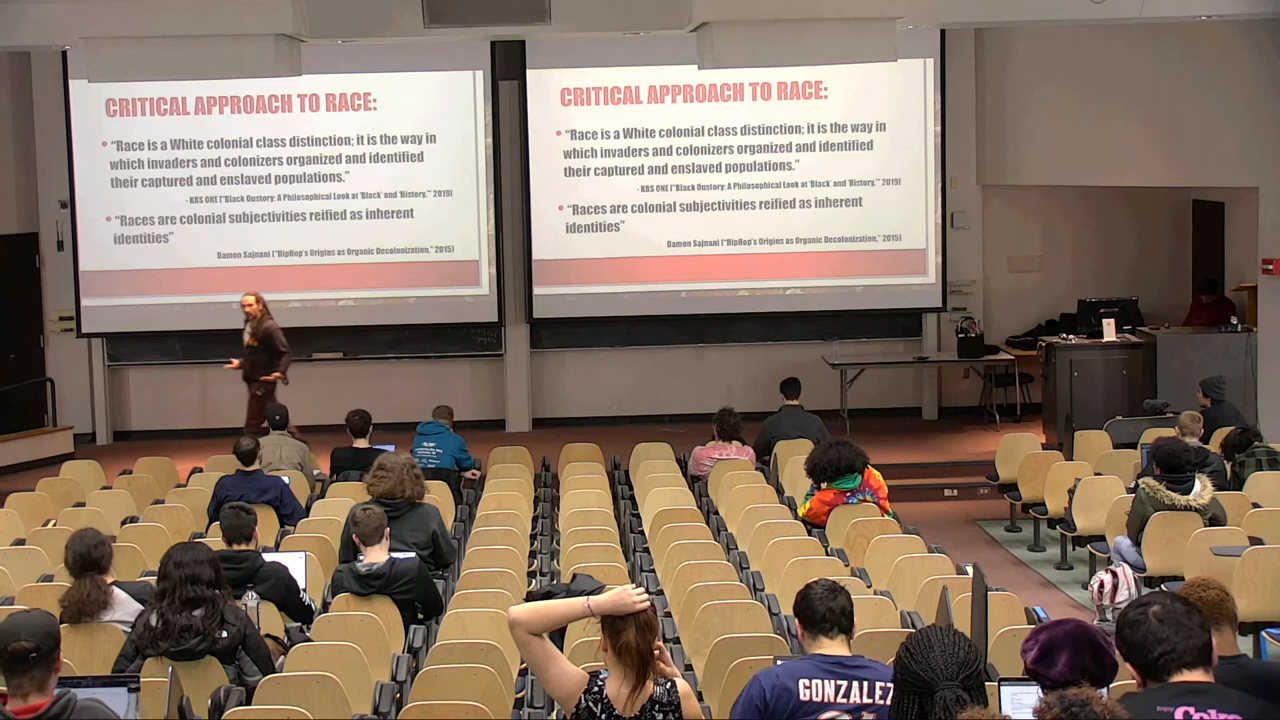 CRITICAL APPROACH TO RACE:
“Race is a White colonial class distinction; it is the way in
which invaders and colonizers organized and identified
their captured and enslaved populations.”
- KRS ONE (“Black Oustory: A Philosophical Look at ‘Black’ and ‘History,’” 2019)
“Races are colonial subjectivities reified as inherent
identities”
Damon Sajnani (“HipHop’s Origins as Organic Decolonization,” 2015)
CRITICAL APPROACH TO RACE:
“Race is a White colonial class distinction; it is the way in
which invaders and colonizers organized and identified
their captured and enslaved populations.”
- KRS ONE (“Black Oustory: A Philosophical Look at ‘Black’ and ‘History,’” 2019)
“Races are colonial subjectivities reified as inherent
identities”
Damon Sajnani (“HipHop’s Origins as Organic Decolonization,” 2015)
GONZALEZ
Enjoy